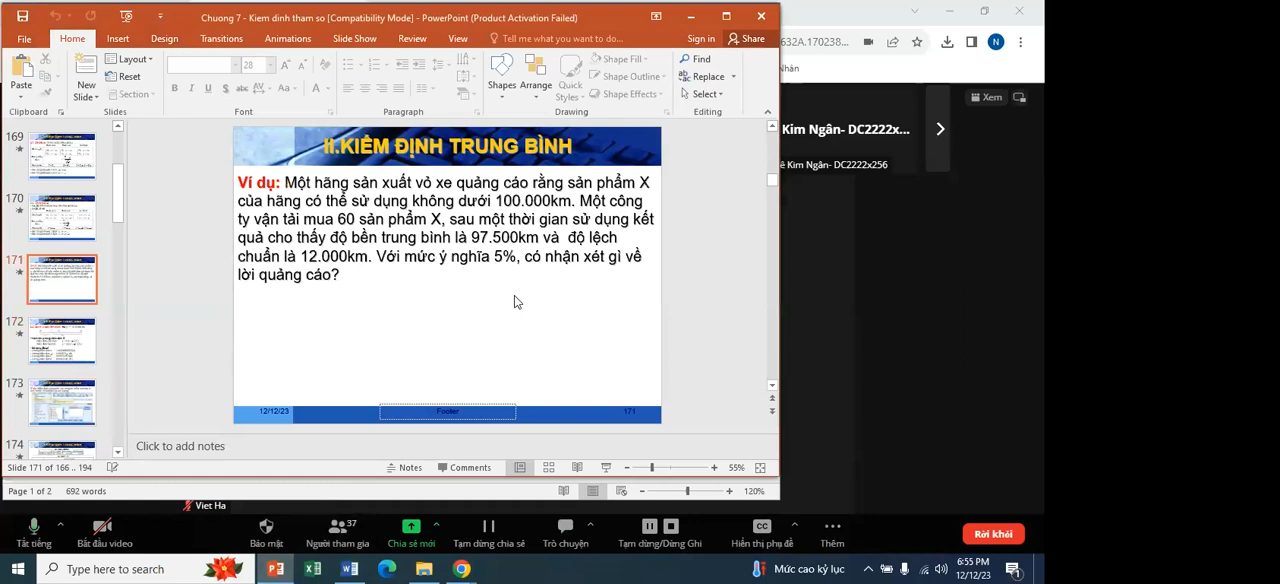 Chuong 7 - Kiem dinh tham so [Compatibility Mode] - PowerPoint (Product Activation Failed)
File Home Insert Design Transitions Animations Slide Show Review View Tell me what you want to do... Sign in Share
632A.170238...
N
Paste
New
Slide
Layout
Reset
Section
28
B I U S abc AV Aa A
Shapes
Arrange
Quick
Styles
Shape Fill
Shape Outline
Shape Effects
Find
Replace
Select
Clipboard Slides Font Paragraph Drawing Editing
Xem
Kim Ngân- DC2222x...
ê Kim Ngân- DC2222x256
169
170
171
172
173
174
II.KIỂM ĐỊNH TRUNG BÌNH
Ví dụ: Một hãng sản xuất vỏ xe quảng cáo rằng sản phẩm X
của hãng có thể sử dụng không dưới 100.000km. Một công
ty vận tải mua 60 sản phẩm X, sau một thời gian sử dụng kết
quả cho thấy độ bền trung bình là 97.500km và độ lệch
chuẩn là 12.000km. Với mức ý nghĩa 5%, có nhận xét gì về
lời quảng cáo?
12/12/23 Footer 171
Click to add notes
Slide 171 of 166 .. 194 Notes Comments 55%
Page 1 of 2 692 words 120%
Viet Ha
37
CC
Tắt tiếng Bắt đầu video Bảo mật Người tham gia Chia sẻ mới Tạm dừng chia sẻ Trò chuyện Tạm dừng/Dừng Ghi Hiển thị phụ đề Thêm
Rời khỏi
Type here to search
Mức cao kỷ lục
6:55 PM
12/12/23
1